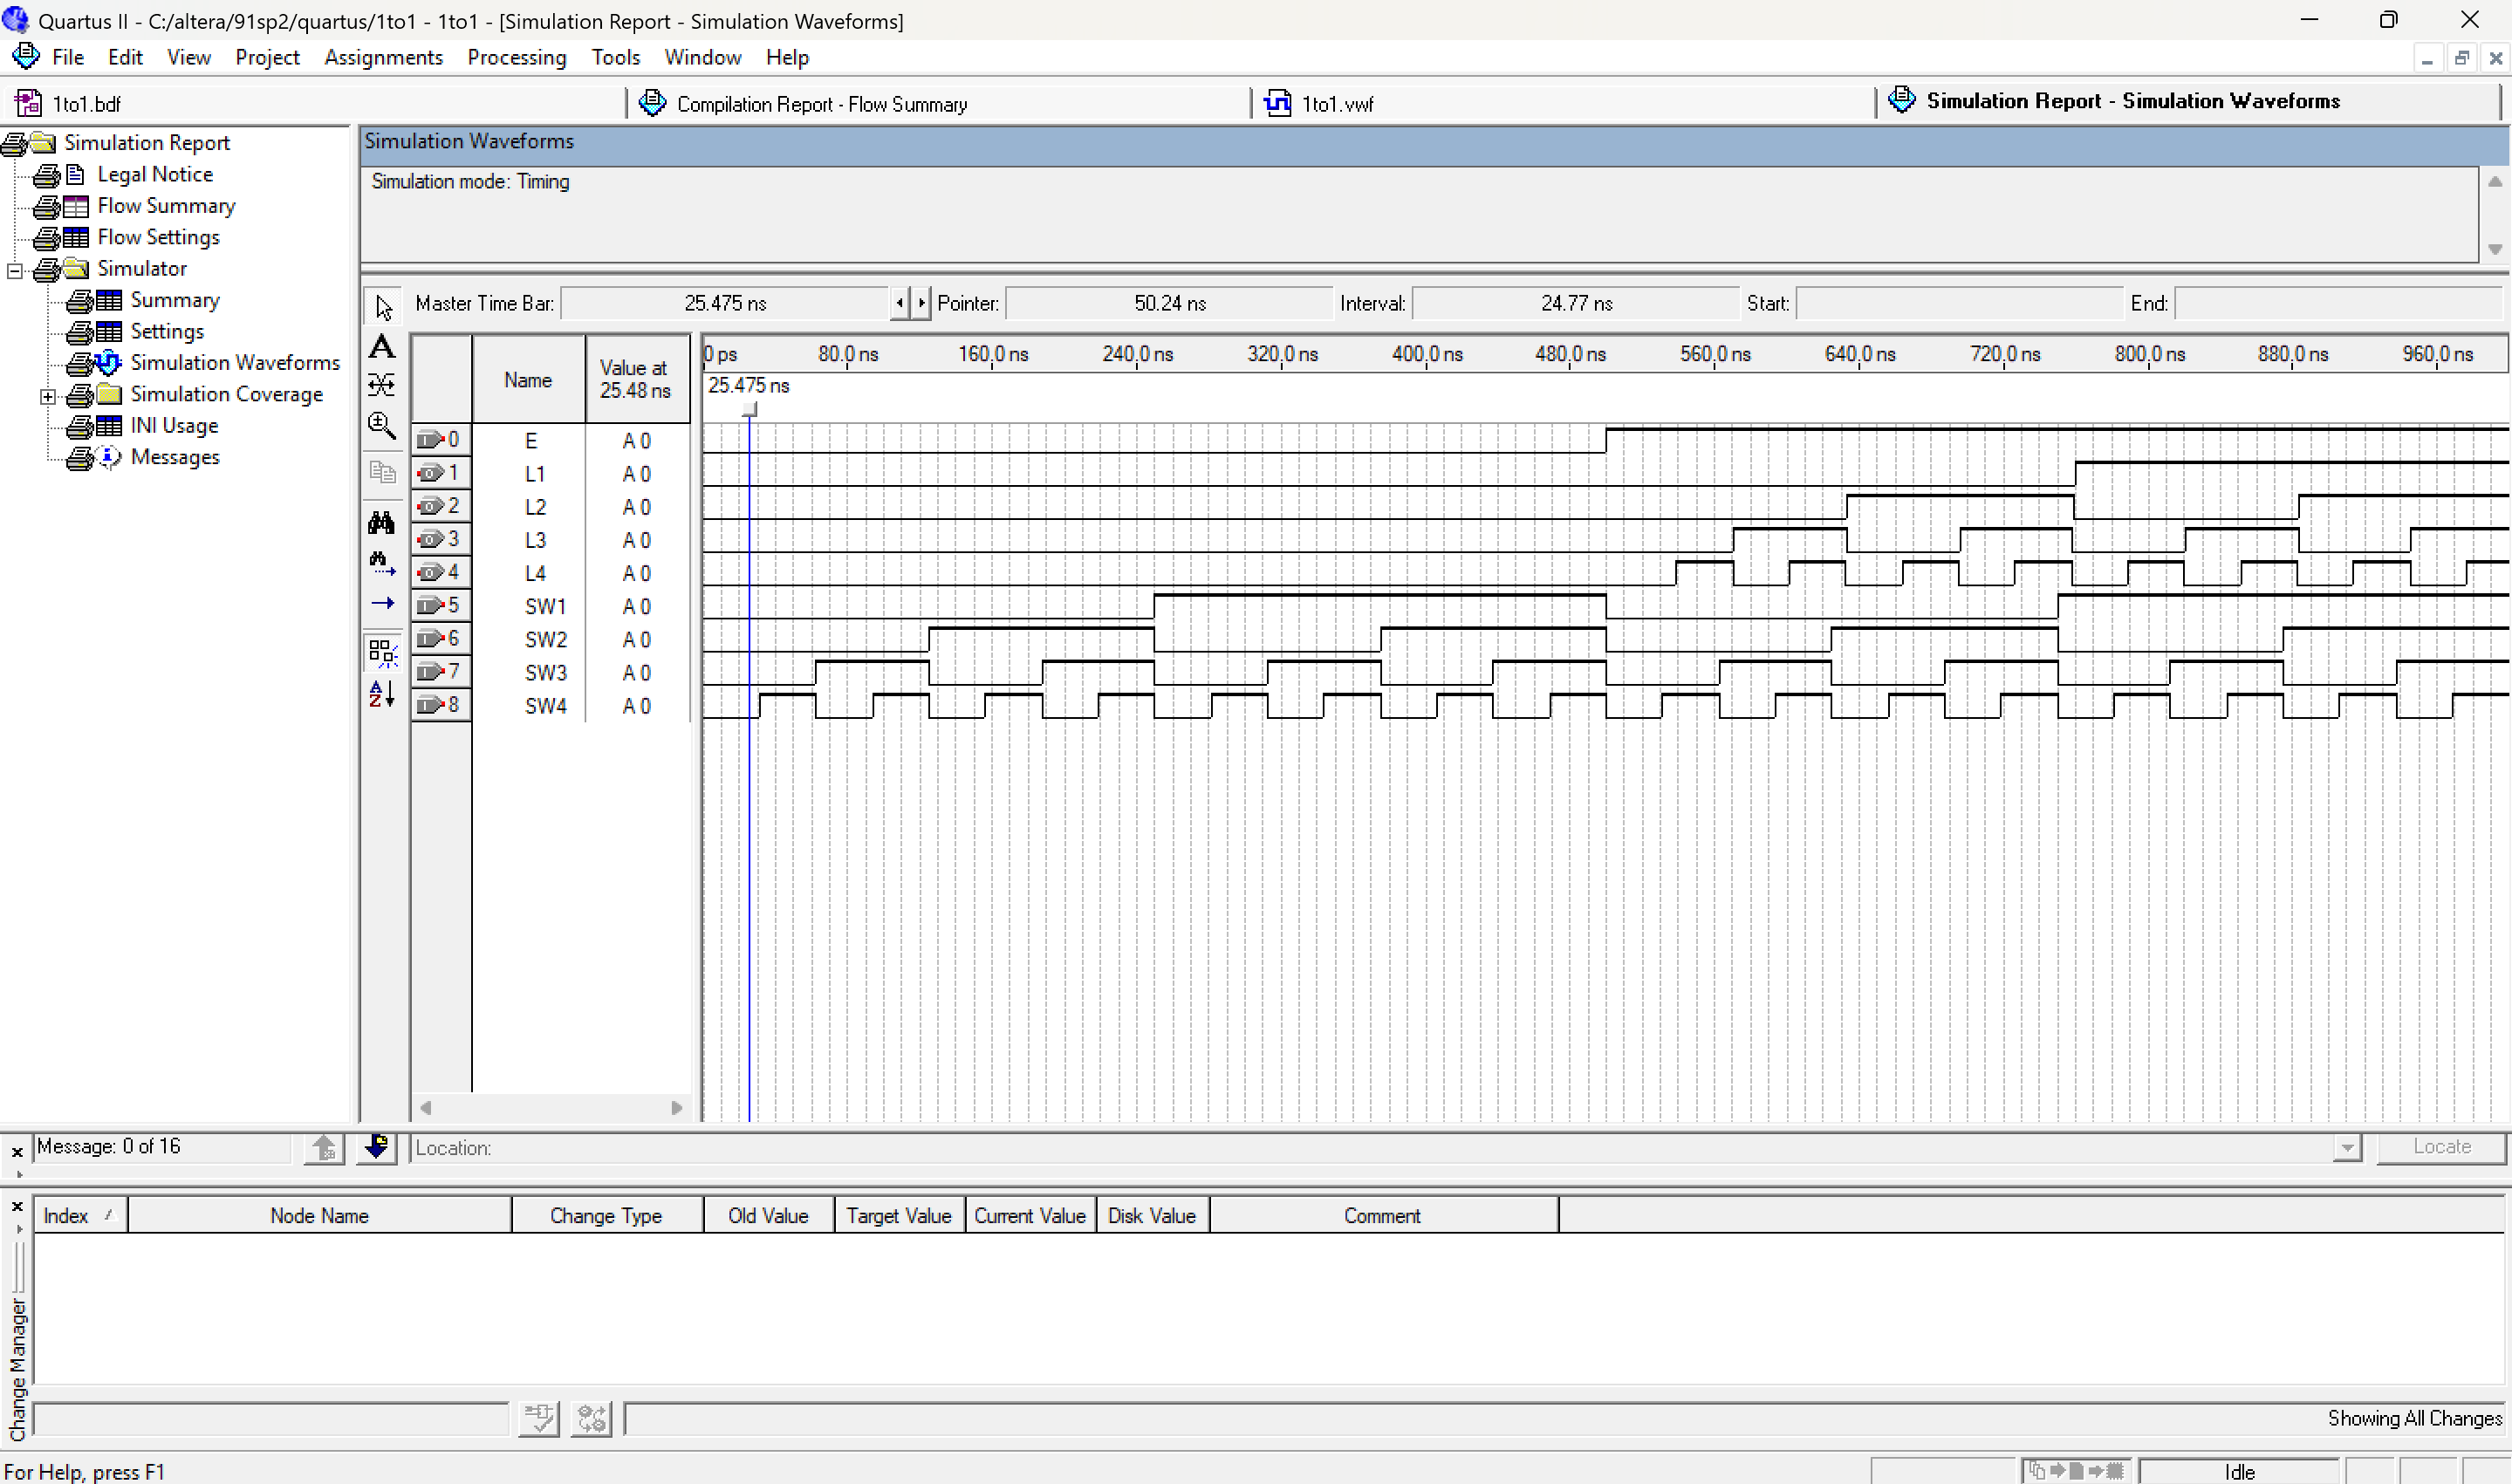 Quartus II - C:/altera/91sp2/quartus/1to1 - 1to1 - [Simulation Report - Simulation Waveforms]
File Edit View Project Assignments Processing Tools Window Help
1to1.bdf Compilation Report - Flow Summary 1to1.vwf Simulation Report - Simulation Waveforms
Simulation Report
Legal Notice
Flow Summary
Flow Settings
Simulator
Summary
Settings
Simulation Waveforms
Simulation Coverage
INI Usage
Messages
Simulation Waveforms
Simulation mode: Timing
Master Time Bar: 25.475 ns Pointer: 50.24 ns Interval: 24.77 ns Start: End:
Name Value at 25.48 ns
0 ps 80.0 ns 160.0 ns 240.0 ns 320.0 ns 400.0 ns 480.0 ns 560.0 ns 640.0 ns 720.0 ns 800.0 ns 880.0 ns 960.0 ns
25.475 ns
0 E A 0
1 L1 A 0
2 L2 A 0
3 L3 A 0
4 L4 A 0
5 SW1 A 0
6 SW2 A 0
7 SW3 A 0
8 SW4 A 0
Message: 0 of 16 Location: Locate
Index Node Name Change Type Old Value Target Value Current Value Disk Value Comment
Change Manager
Showing All Changes
For Help, press F1 Idle